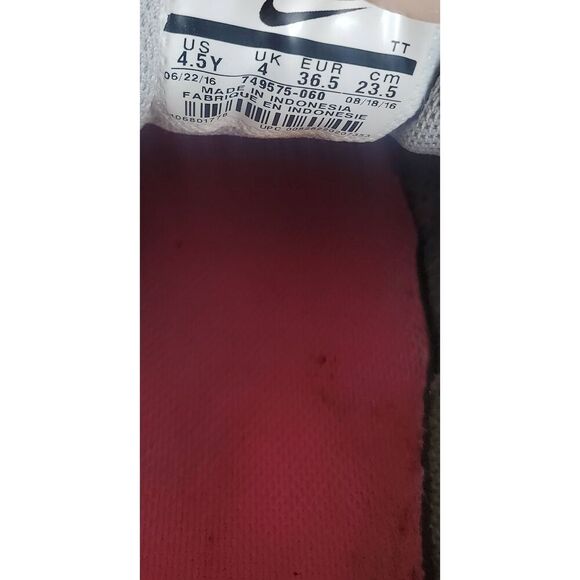 TT
US UK EUR cm
4.5Y 4 36.5 23.5
06/22/16 749575-060 08/18/16
MADE IN INDONESIA
FABRIQUE EN INDONESIE
UPC